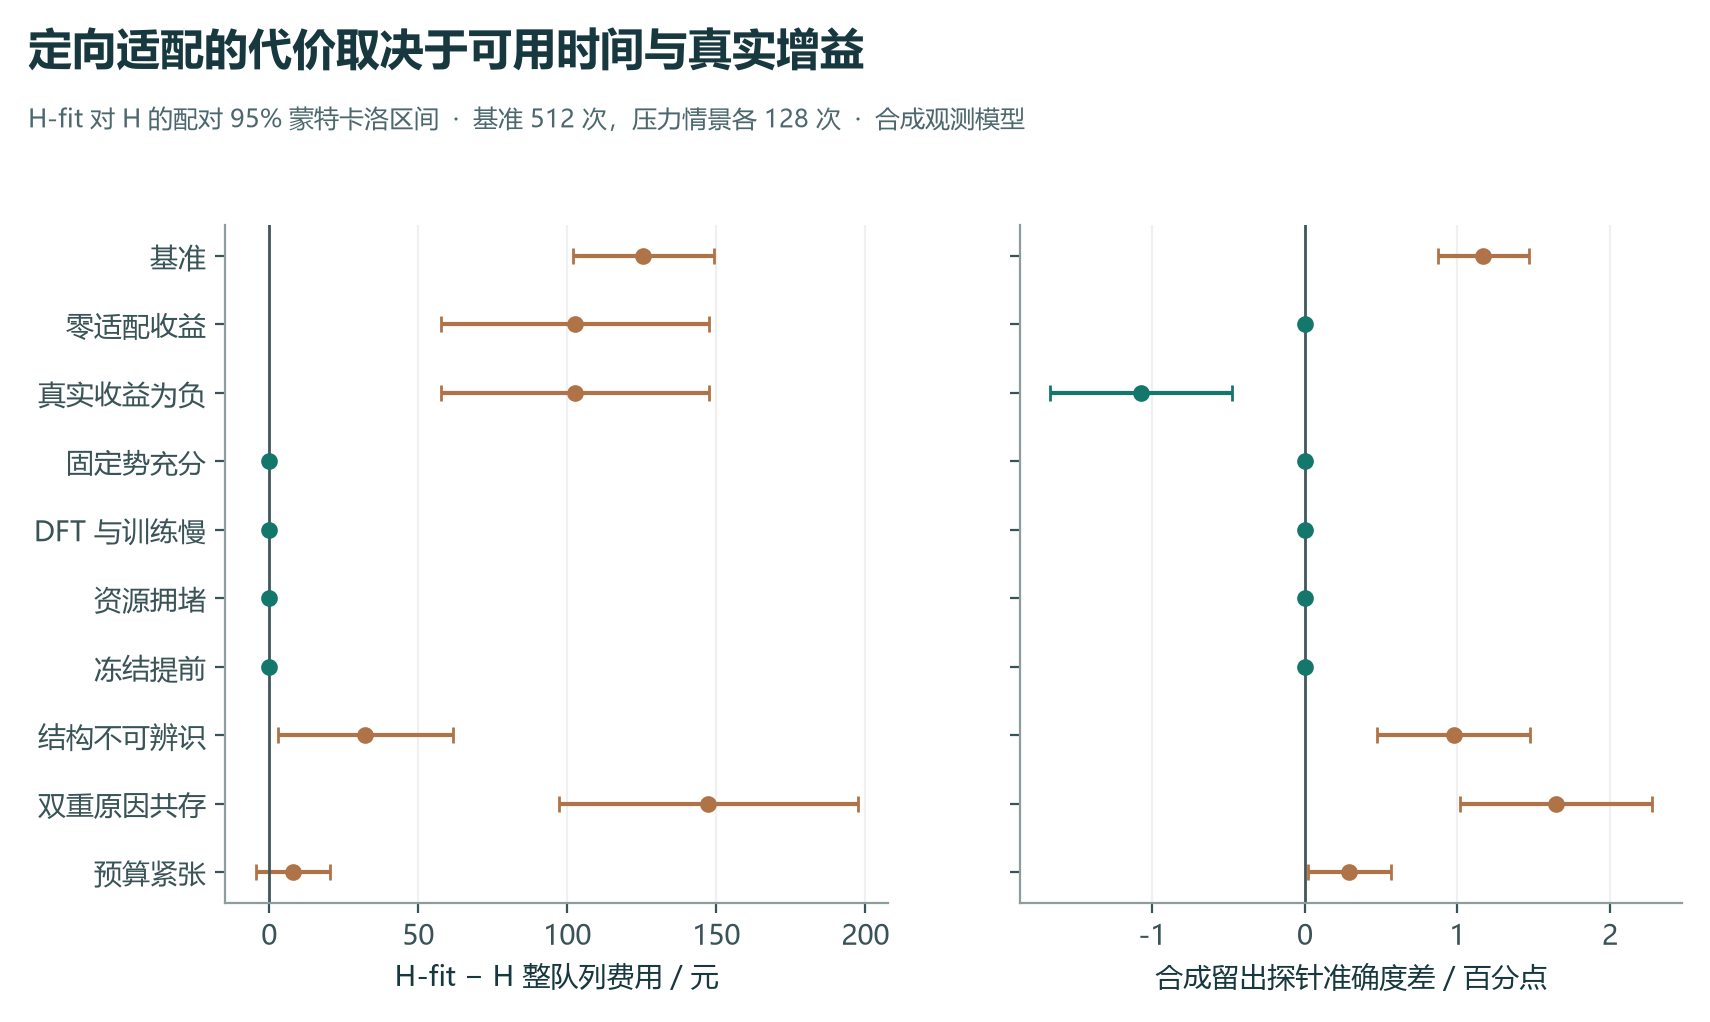 定向适配的代价取决于可用时间与真实增益
H-fit 对 H 的配对 95% 蒙特卡洛区间 · 基准 512 次，压力情景各 128 次 · 合成观测模型
基准
零适配收益
真实收益为负
固定势充分
DFT 与训练慢
资源拥堵
冻结提前
结构不可辨识
双重原因共存
预算紧张
0 50 100 150 200
H-fit − H 整队列费用 / 元
-1 0 1 2
合成留出探针准确度差 / 百分点